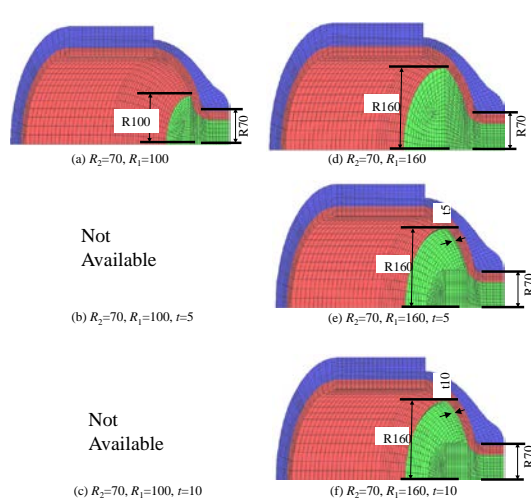 R100
R70
(a) R₂=70, R₁=100
R160
R70
(d) R₂=70, R₁=160
Not
Available
(b) R₂=70, R₁=100, t=5
t5
R160
R70
(e) R₂=70, R₁=160, t=5
Not
Available
(c) R₂=70, R₁=100, t=10
t10
R160
R70
(f) R₂=70, R₁=160, t=10